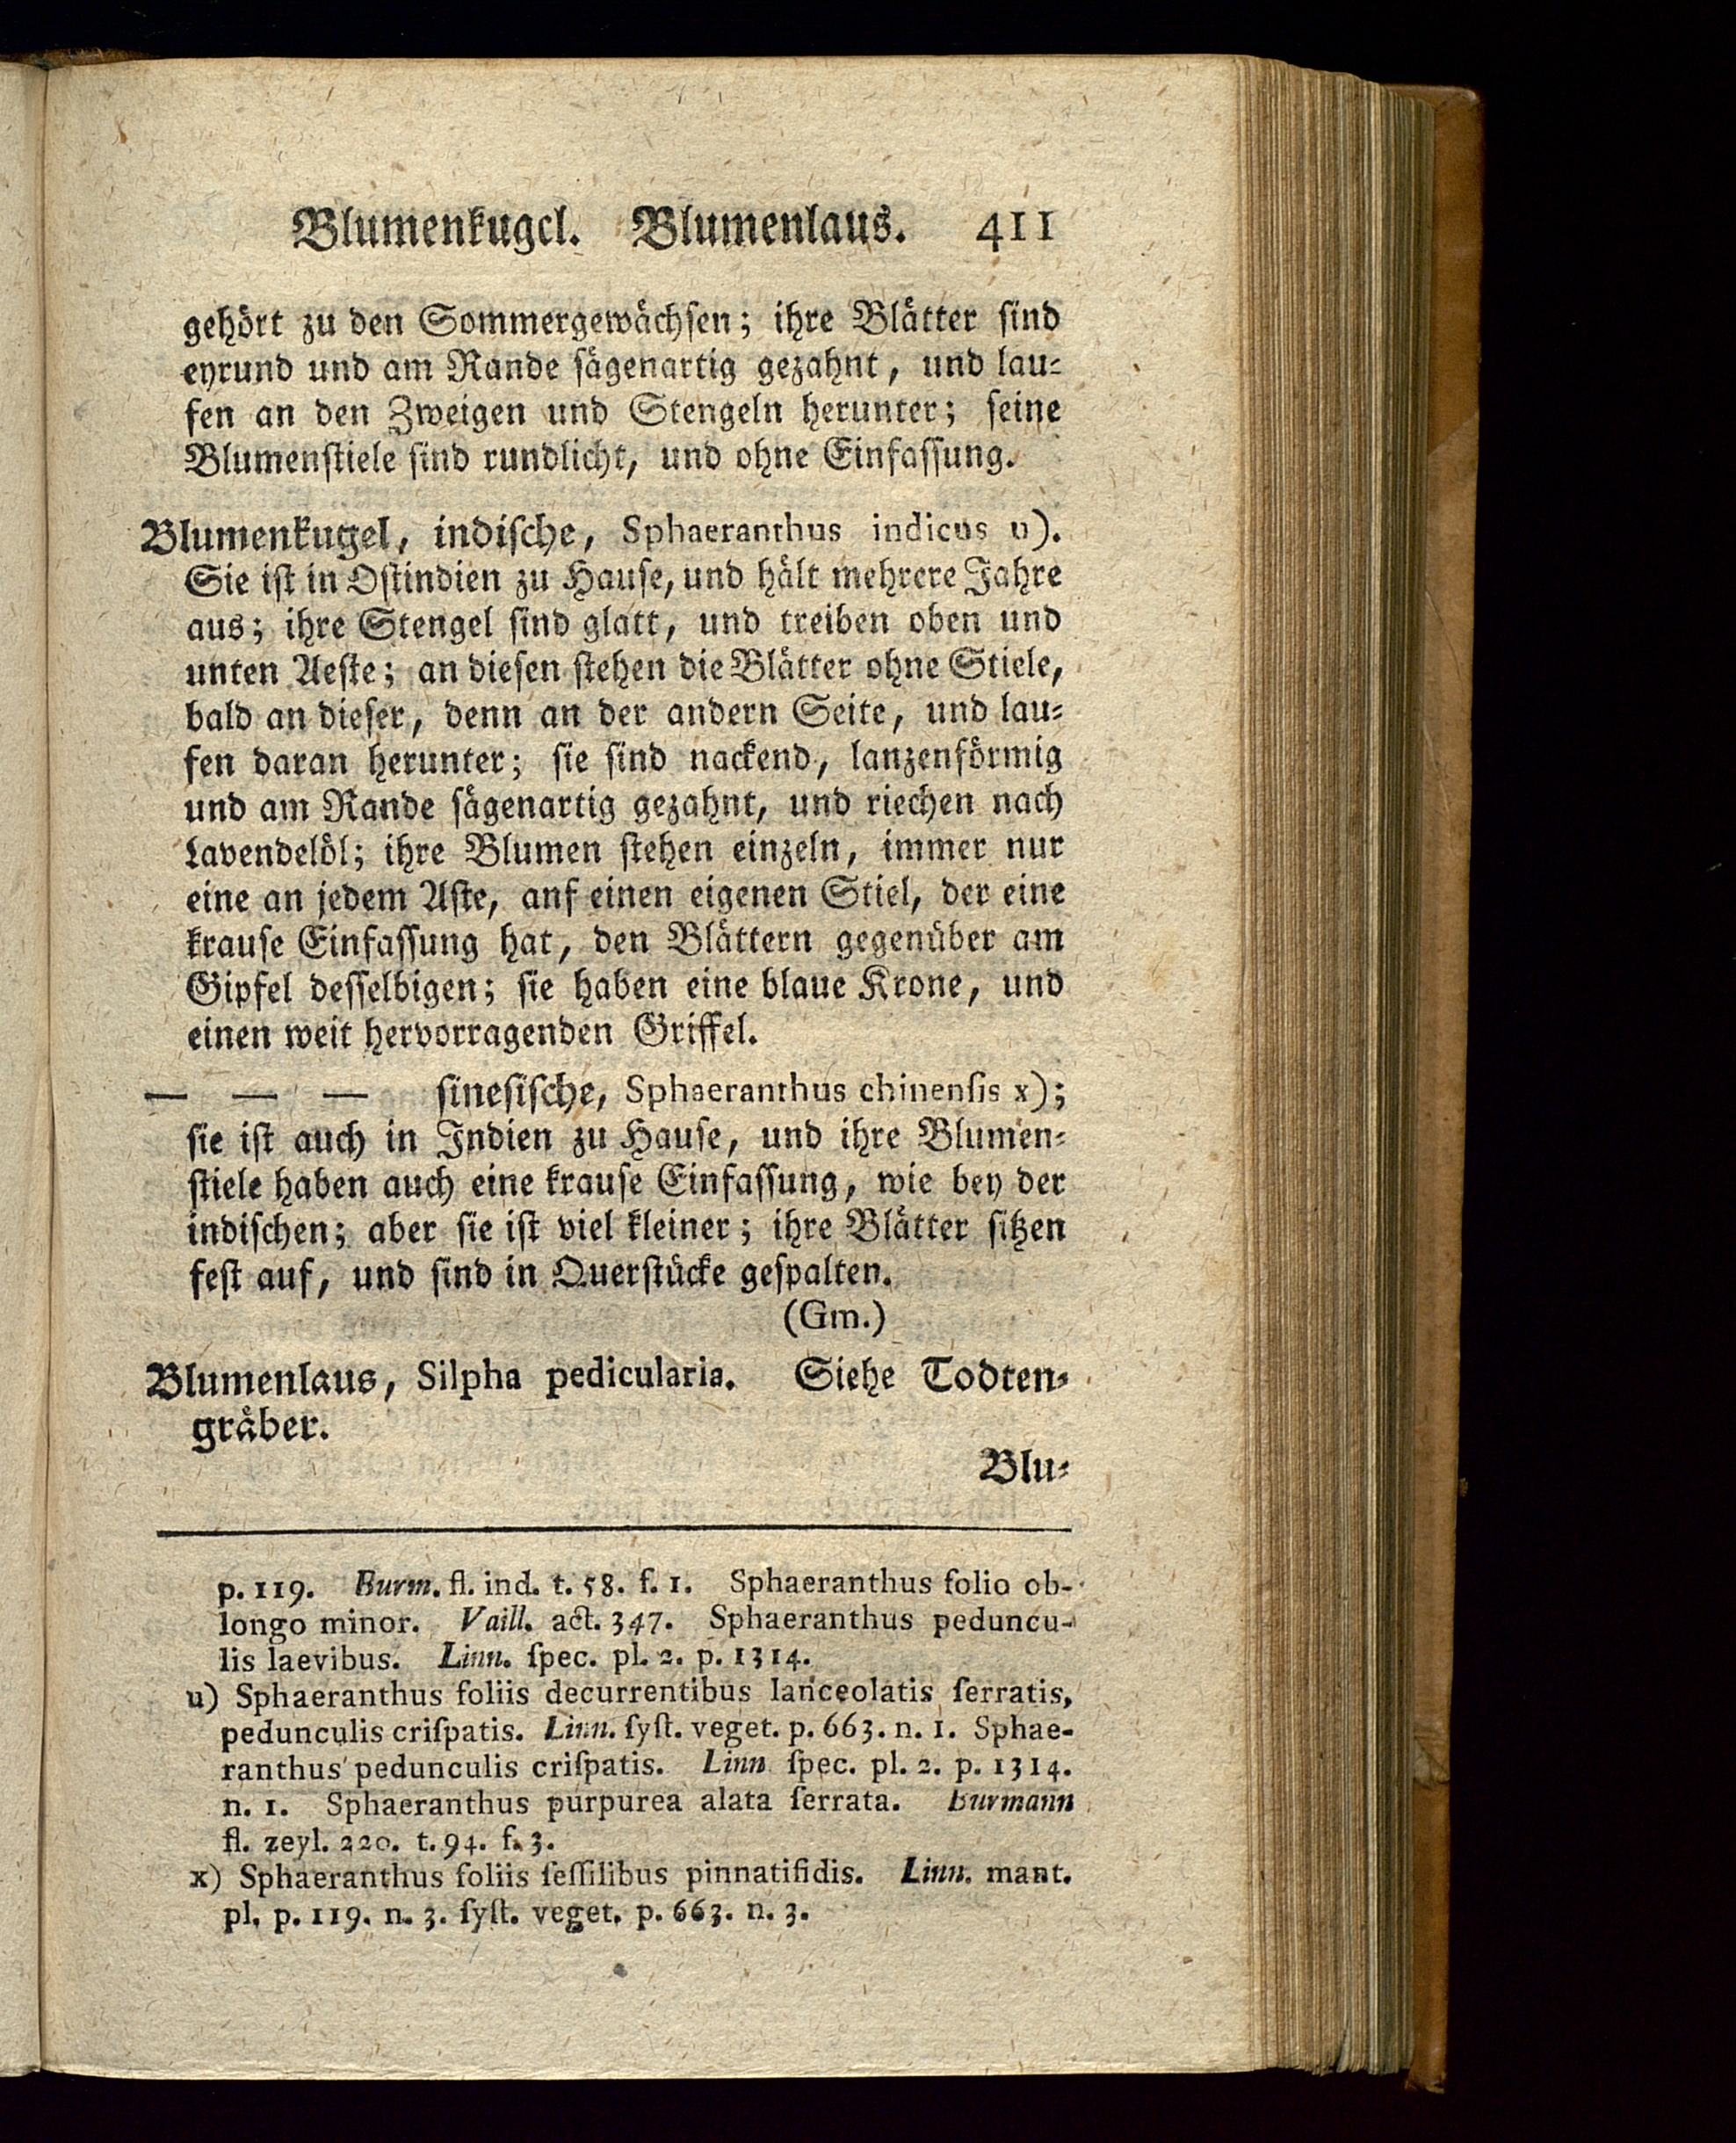 Blumenkugel. Blumenlaus. 411
gehört zu den Sommergewächsen; ihre Blätter sind
eyrund und am Rande sägenartig gezahnt, und lau-
fen an den Zweigen und Stengeln herunter; seine
Blumenstiele sind rundlicht, und ohne Einfassung.
Blumenkugel, indische, Sphaeranthus indicus u).
Sie ist in Ostindien zu Hause, und hält mehrere Jahre
aus; ihre Stengel sind glatt, und treiben oben und
unten Aeste; an diesen stehen die Blätter ohne Stiele,
bald an dieser, denn an der andern Seite, und lau-
fen daran herunter; sie sind nackend, lanzenförmig
und am Rande sägenartig gezahnt, und riechen nach
Lavendelöl; ihre Blumen stehen einzeln, immer nur
eine an jedem Aste, anf einen eigenen Stiel, der eine
krause Einfassung hat, den Blättern gegenüber am
Gipfel desselbigen; sie haben eine blaue Krone, und
einen weit hervorragenden Griffel.
— — — sinesische, Sphaeranthus chinensis x);
sie ist auch in Indien zu Hause, und ihre Blumen-
stiele haben auch eine krause Einfassung, wie bey der
indischen; aber sie ist viel kleiner; ihre Blätter sitzen
fest auf, und sind in Querstücke gespalten.
(Gm.)
Blumenlaus, Silpha pedicularia. Siehe Todten-
gräber.
Blu-
p. 119. Burm. fl. ind. t. 58. f. 1. Sphaeranthus folio ob-
longo minor. Vaill. act. 347. Sphaeranthus peduncu-
lis laevibus. Linn. spec. pl. 2. p. 1314.
u) Sphaeranthus foliis decurrentibus lanceolatis serratis,
pedunculis crispatis. Linn. syst. veget. p. 663. n. 1. Sphae-
ranthus pedunculis crispatis. Linn spec. pl. 2. p. 1314.
n. 1. Sphaeranthus purpurea alata serrata. Burmann
fl. zeyl. 220. t. 94. f. 3.
x) Sphaeranthus foliis sessilibus pinnatifidis. Linn. mant.
pl. p. 119. n. 3. syst. veget. p. 663. n. 3.